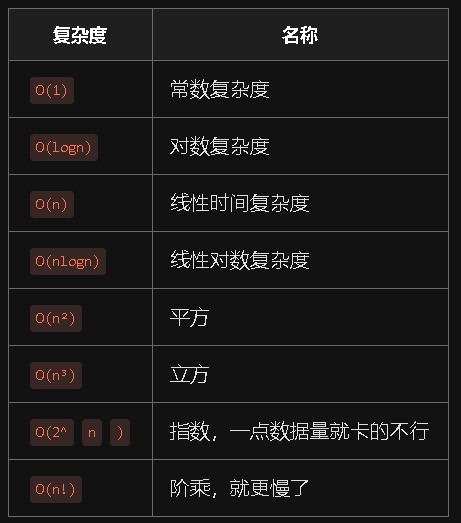 复杂度 名称
O(1) 常数复杂度
O(logn) 对数复杂度
O(n) 线性时间复杂度
O(nlogn) 线性对数复杂度
O(n²) 平方
O(n³) 立方
O(2^ n ) 指数，一点数据量就卡的不行
O(n!) 阶乘，就更慢了